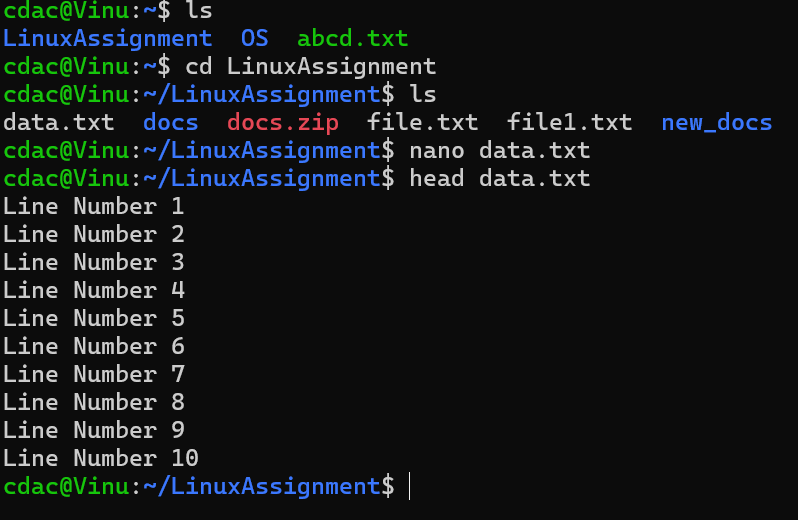 cdac@Vinu:~$ ls
LinuxAssignment  OS  abcd.txt
cdac@Vinu:~$ cd LinuxAssignment
cdac@Vinu:~/LinuxAssignment$ ls
data.txt  docs  docs.zip  file.txt  file1.txt  new_docs
cdac@Vinu:~/LinuxAssignment$ nano data.txt
cdac@Vinu:~/LinuxAssignment$ head data.txt
Line Number 1
Line Number 2
Line Number 3
Line Number 4
Line Number 5
Line Number 6
Line Number 7
Line Number 8
Line Number 9
Line Number 10
cdac@Vinu:~/LinuxAssignment$